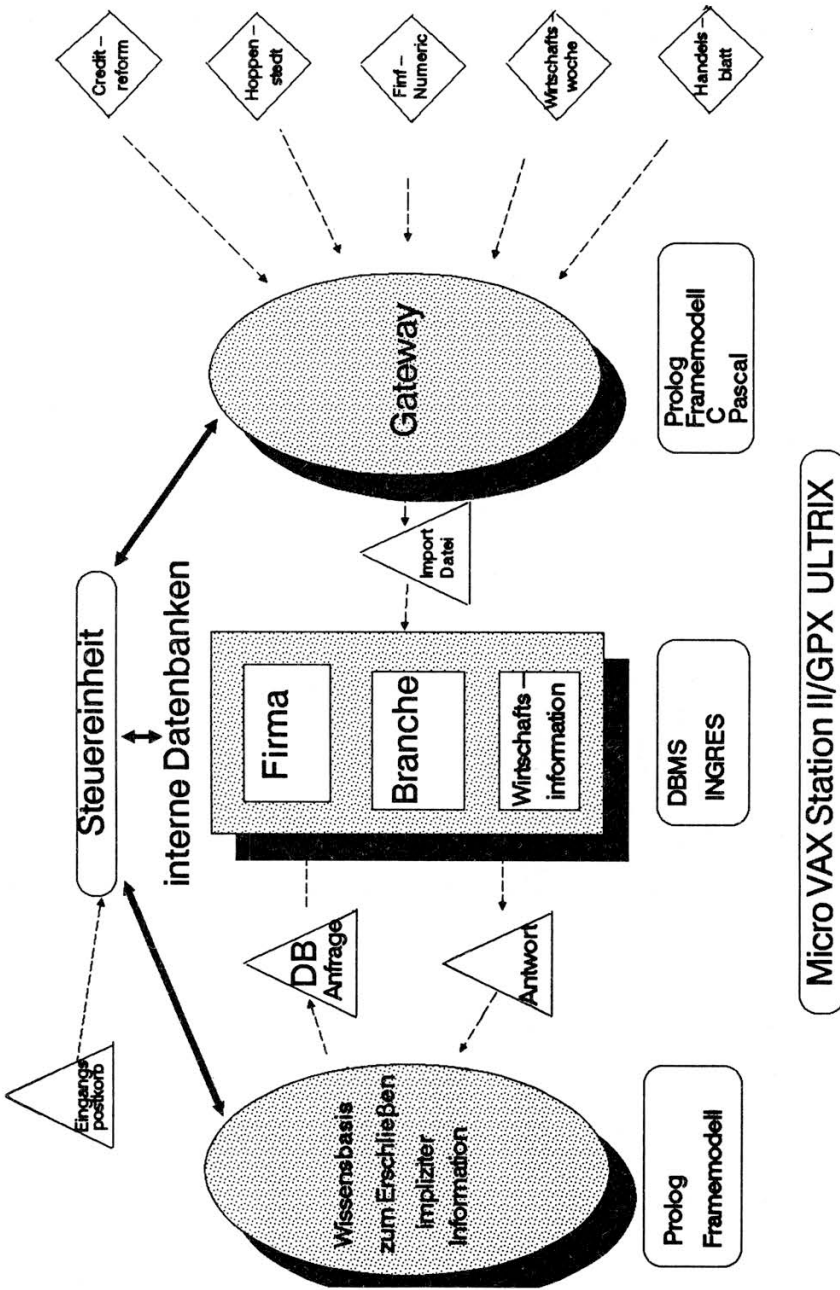 Eingangs
postkorb
Steuereinheit
interne Datenbanken
Wissensbasis
zum Erschließen
impliziter
Information
DB
Anfrage
Antwort
Firma
Branche
Wirtschafts–
information
Import
Datei
Gateway
Credit–
reform
Hoppen–
stedt
Finf–
Numeric
Wirtschafts–
woche
Handels–
blatt
Prolog
Framemodell
DBMS
INGRES
Prolog
Framemodell
C
Pascal
Micro VAX Station II/GPX ULTRIX